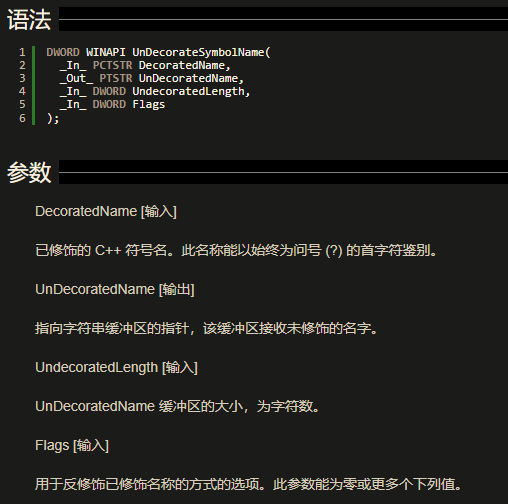 语法
1 DWORD WINAPI UnDecorateSymbolName(
2 _In_ PCTSTR DecoratedName,
3 _Out_ PTSTR UnDecoratedName,
4 _In_ DWORD UndecoratedLength,
5 _In_ DWORD Flags
6 );
参数
DecoratedName [输入]
已修饰的 C++ 符号名。此名称能以始终为问号 (?) 的首字符鉴别。
UnDecoratedName [输出]
指向字符串缓冲区的指针，该缓冲区接收未修饰的名字。
UndecoratedLength [输入]
UnDecoratedName 缓冲区的大小，为字符数。
Flags [输入]
用于反修饰已修饰名称的方式的选项。此参数能为零或更多个下列值。